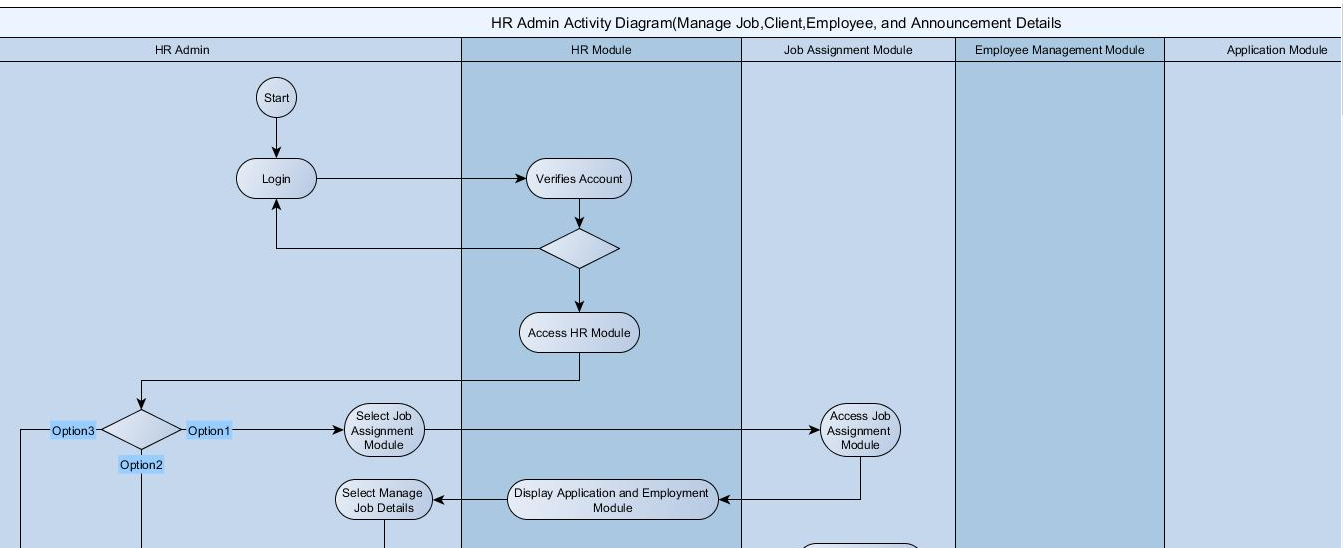 HR Admin Activity Diagram(Manage Job,Client,Employee, and Announcement Details
HR Admin
HR Module
Job Assignment Module
Employee Management Module
Application Module
Start
Login
Verifies Account
Access HR Module
Option3
Option1
Option2
Select Job
Assignment
Module
Access Job
Assignment
Module
Select Manage
Job Details
Display Application and Employment
Module